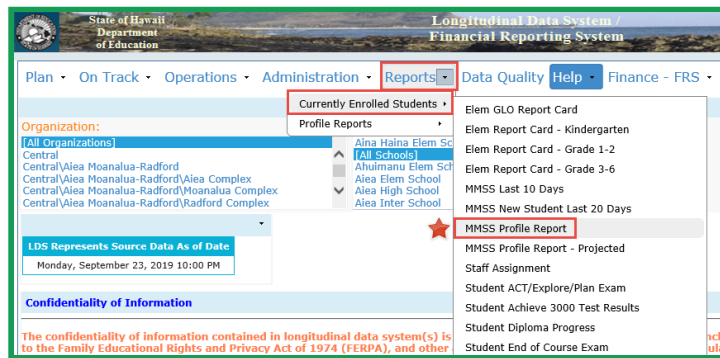 State of Hawaii
Department
of Education
Longitudinal Data System /
Financial Reporting System
Plan On Track Operations Administration Reports Data Quality Help Finance - FRS
Currently Enrolled Students
Profile Reports
Organization:
[All Organizations]
Central
Central\Aiea Moanalua-Radford
Central\Aiea Moanalua-Radford\Aiea Complex
Central\Aiea Moanalua-Radford\Moanalua Complex
Central\Aiea Moanalua-Radford\Radford Complex
Aina Haina Elem Sc
[All Schools]
Ahuimanu Elem Sch
Aiea Elem School
Aiea High School
Aiea Inter School
Elem GLO Report Card
Elem Report Card - Kindergarten
Elem Report Card - Grade 1-2
Elem Report Card - Grade 3-6
MMSS Last 10 Days
MMSS New Student Last 20 Days
MMSS Profile Report
MMSS Profile Report - Projected
Staff Assignment
Student ACT/Explore/Plan Exam
Student Achieve 3000 Test Results
Student Diploma Progress
Student End of Course Exam
LDS Represents Source Data As of Date
Monday, September 23, 2019 10:00 PM
Confidentiality of Information
The confidentiality of information contained in longitudinal data system(s) is
to the Family Educational Rights and Privacy Act of 1974 (FERPA), and other